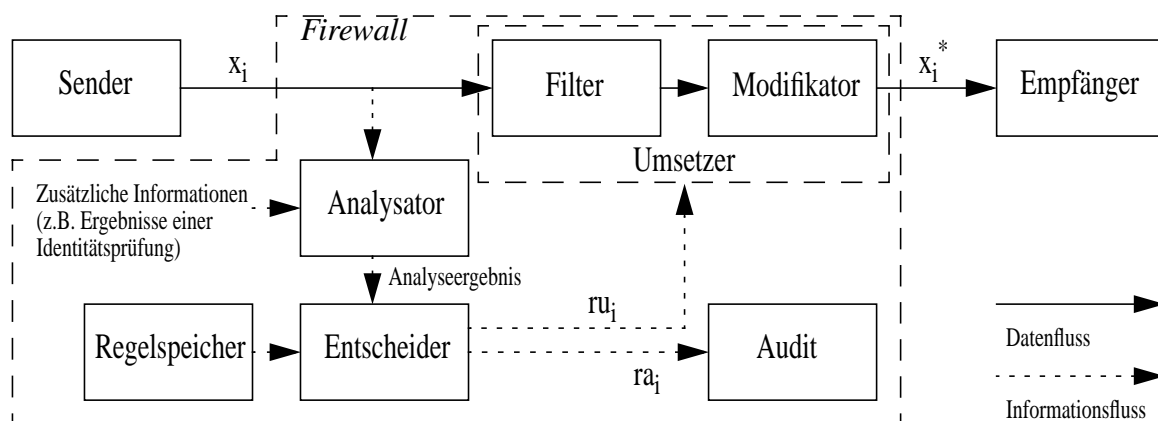 Firewall
Sender
x_i
Filter
Modifikator
x_i^*
Empfänger
Umsetzer
Zusätzliche Informationen
(z.B. Ergebnisse einer
Identitätsprüfung)
Analysator
Analyseergebnis
Regelspeicher
Entscheider
ru_i
ra_i
Audit
Datenfluss
Informationsfluss